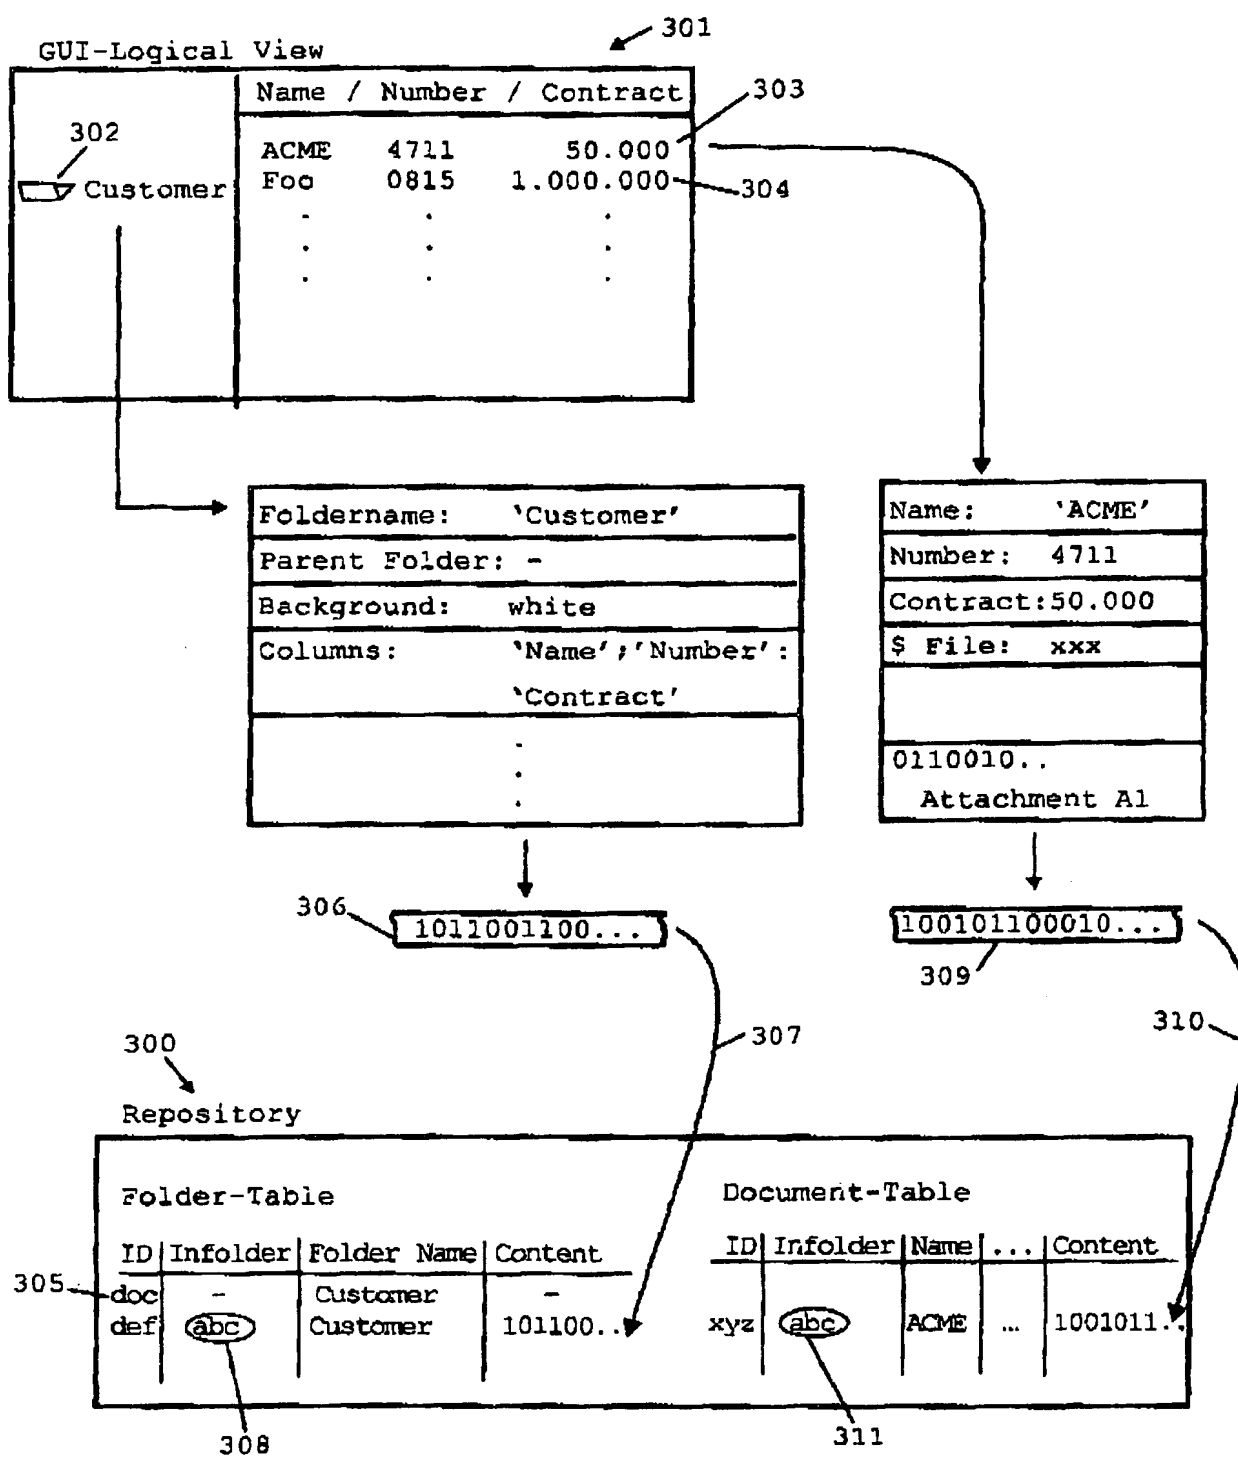 301
GUI-Logical View
Name / Number / Contract
303
302
ACME 4711 50.000
Customer
Foo 0815 1.000.000
304
Foldername: 'Customer'
Parent Folder: -
Background: white
Columns: 'Name';'Number':
'Contract'
Name: 'ACME'
Number: 4711
Contract:50.000
$ File: xxx
0110010..
Attachment A1
306
1011001100...
100101100010...
309
307
310
300
Repository
Folder-Table
ID Infolder Folder Name Content
305
doc - Customer -
def abc Customer 101100..
308
Document-Table
ID Infolder Name ... Content
xyz abc ACME ... 1001011..
311